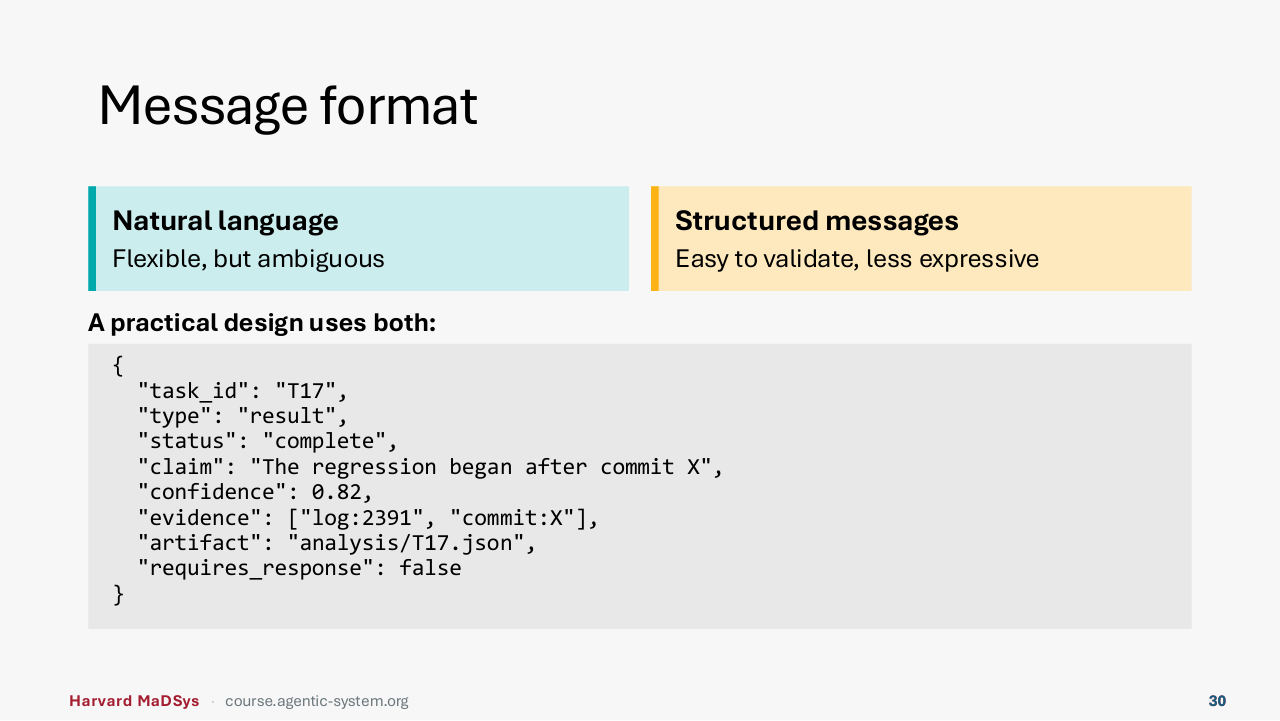 Message format
Natural language
Flexible, but ambiguous
Structured messages
Easy to validate, less expressive
A practical design uses both:
{
  "task_id": "T17",
  "type": "result",
  "status": "complete",
  "claim": "The regression began after commit X",
  "confidence": 0.82,
  "evidence": ["log:2391", "commit:X"],
  "artifact": "analysis/T17.json",
  "requires_response": false
}
Harvard MaDSys · course.agentic-system.org
30